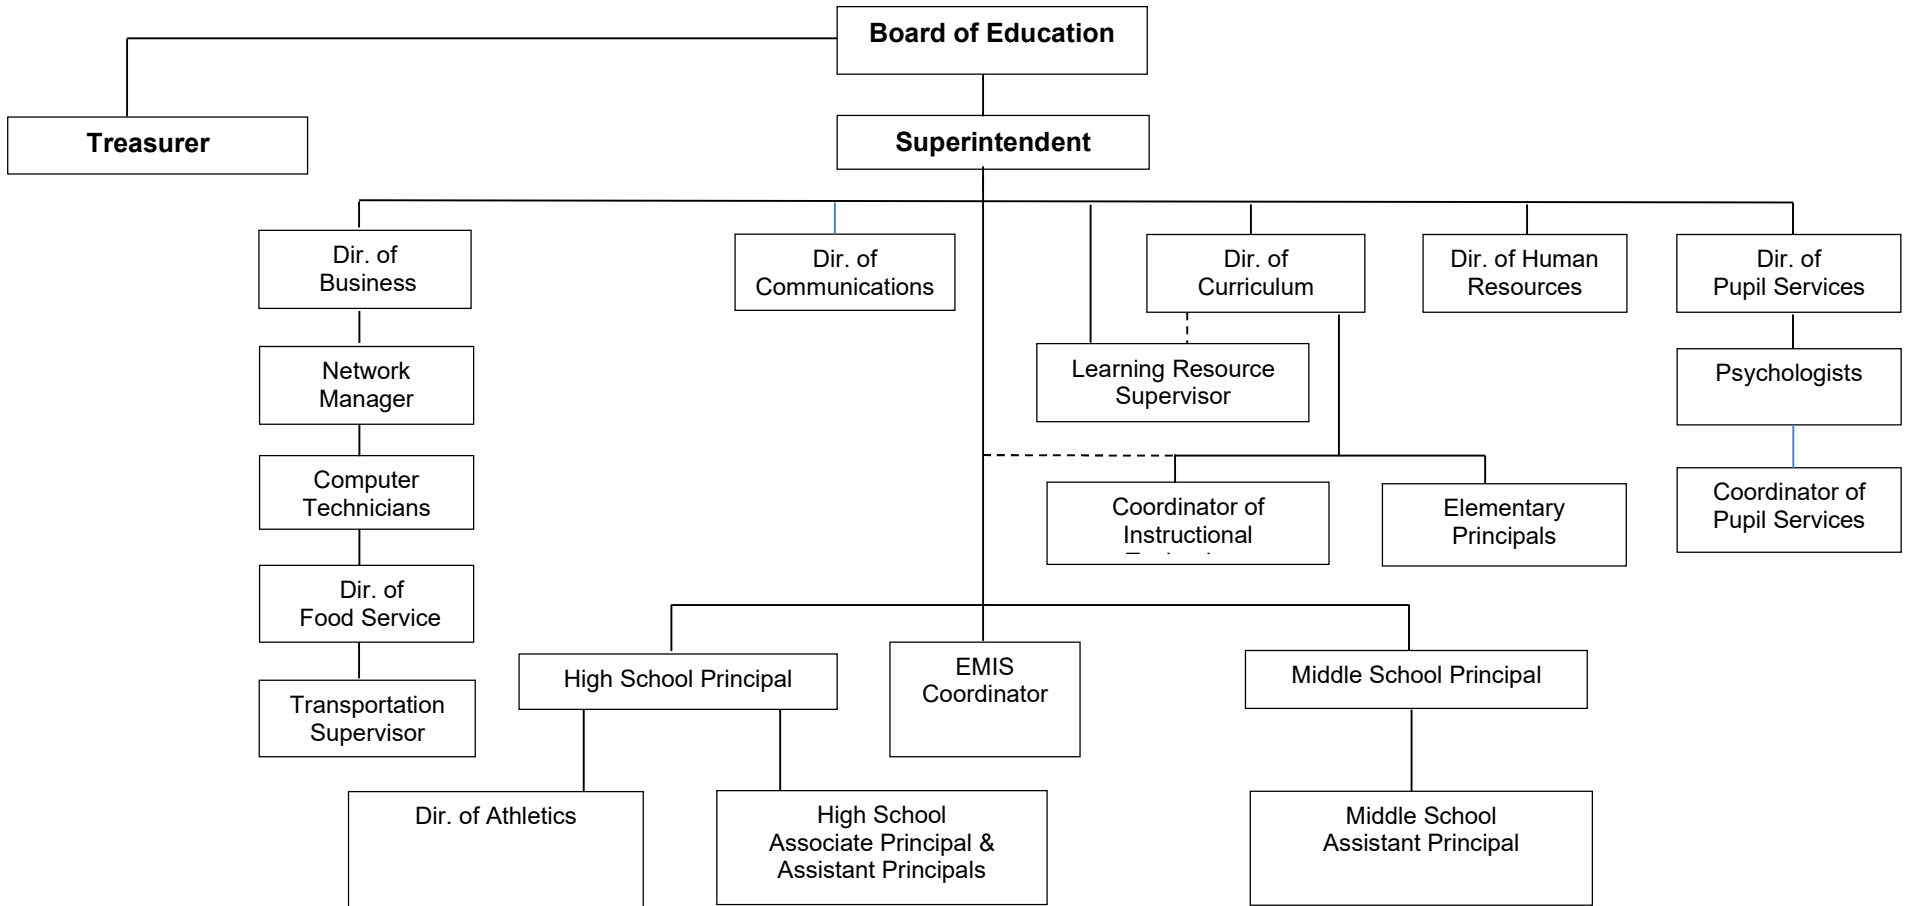 Board of Education
Treasurer
Superintendent
Dir. of
Business
Dir. of
Communications
Dir. of
Curriculum
Dir. of Human
Resources
Dir. of
Pupil Services
Network
Manager
Learning Resource
Supervisor
Psychologists
Computer
Technicians
Coordinator of
Instructional
Elementary
Principals
Coordinator of
Pupil Services
Dir. of
Food Service
High School Principal
EMIS
Coordinator
Middle School Principal
Transportation
Supervisor
Dir. of Athletics
High School
Associate Principal &
Assistant Principals
Middle School
Assistant Principal